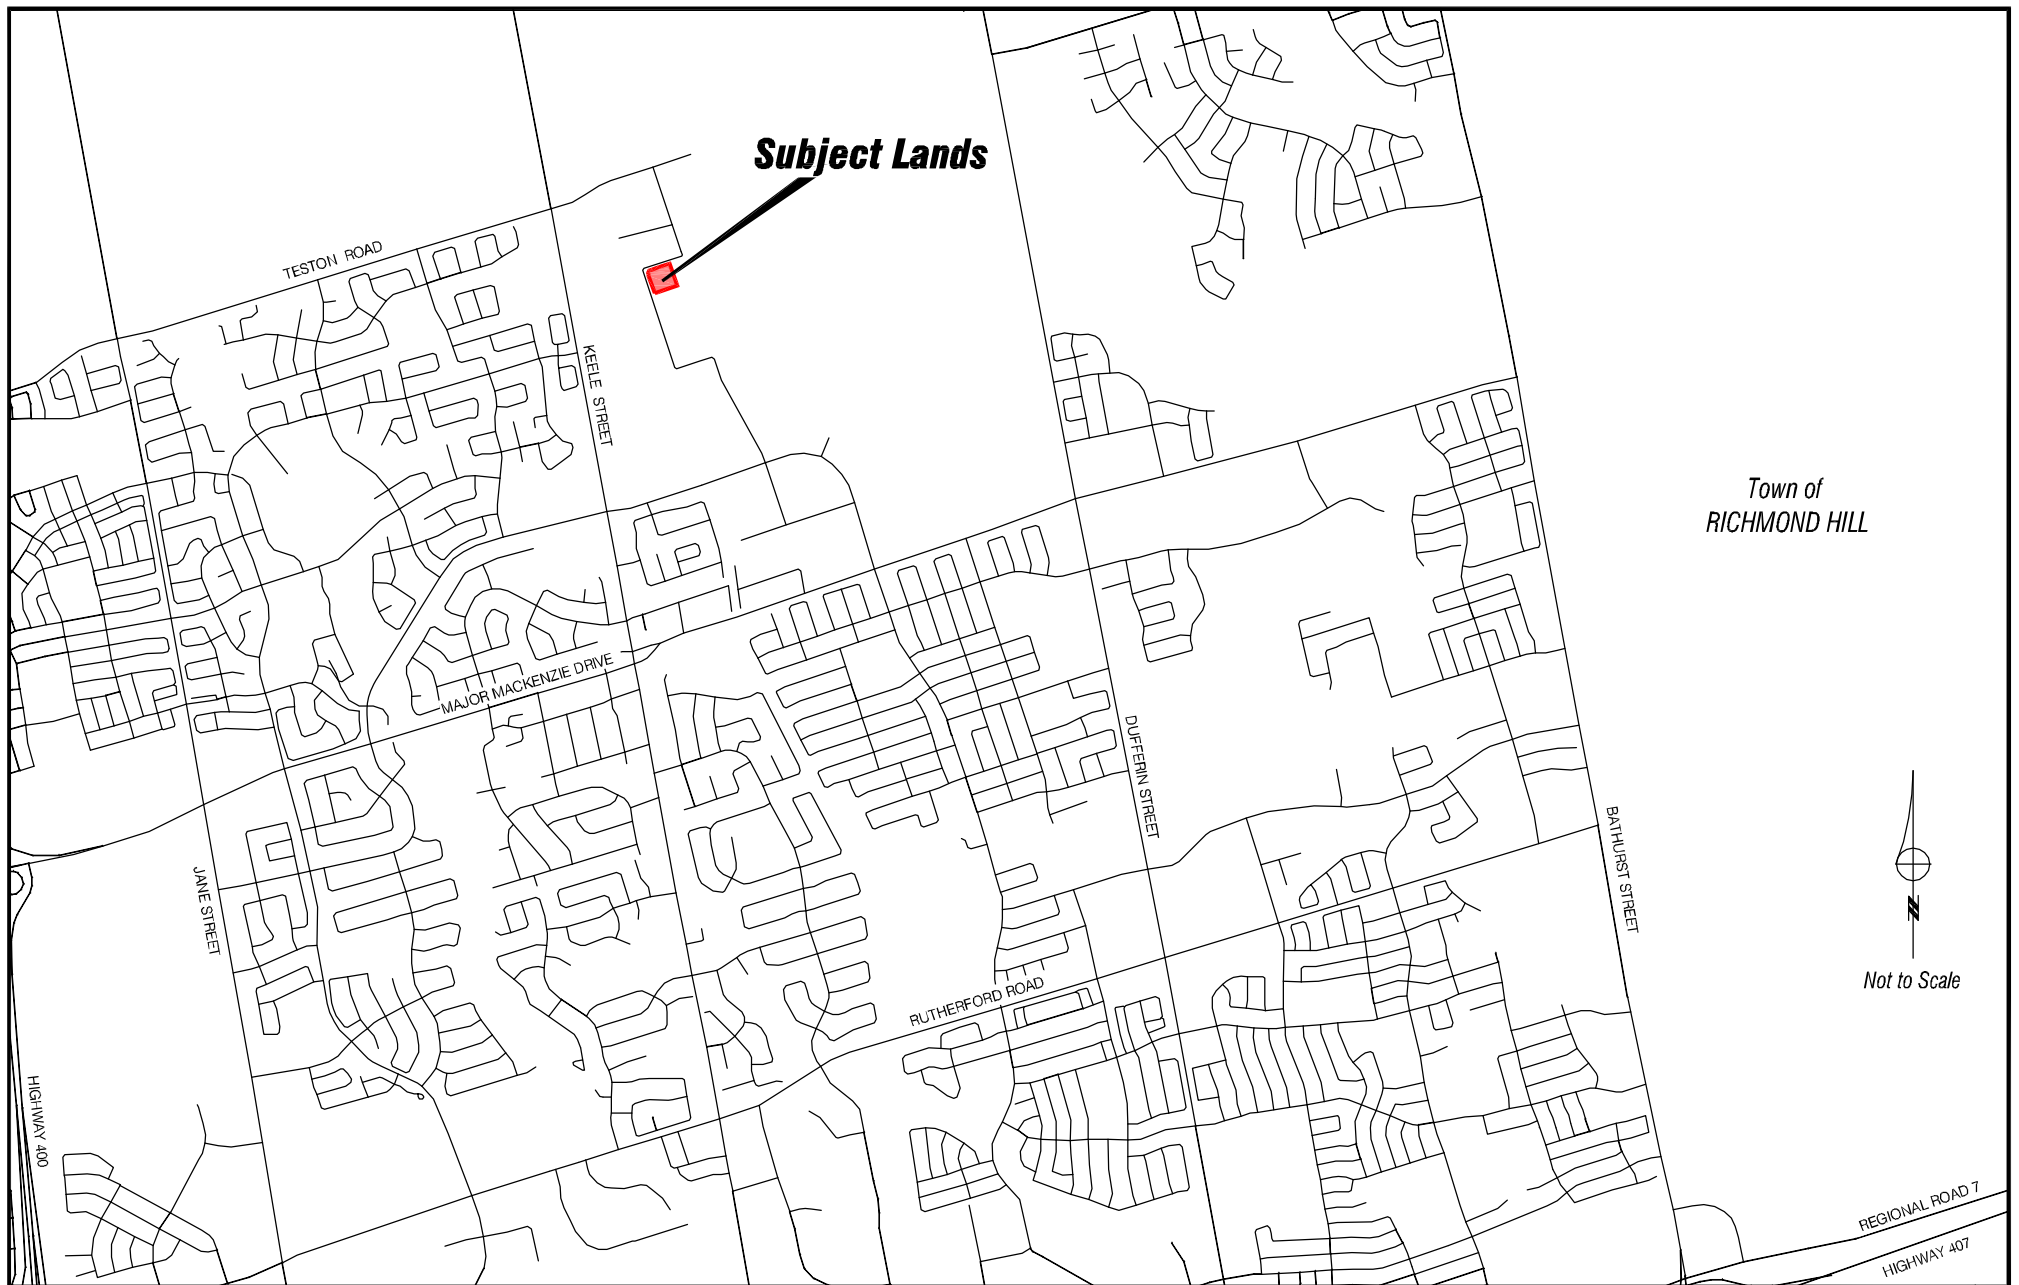 Subject Lands
TESTON ROAD
KEELE STREET
Town of
RICHMOND HILL
MAJOR MACKENZIE DRIVE
DUFFERIN STREET
BATHURST STREET
JANE STREET
N
Not to Scale
RUTHERFORD ROAD
HIGHWAY 400
REGIONAL ROAD 7
HIGHWAY 407